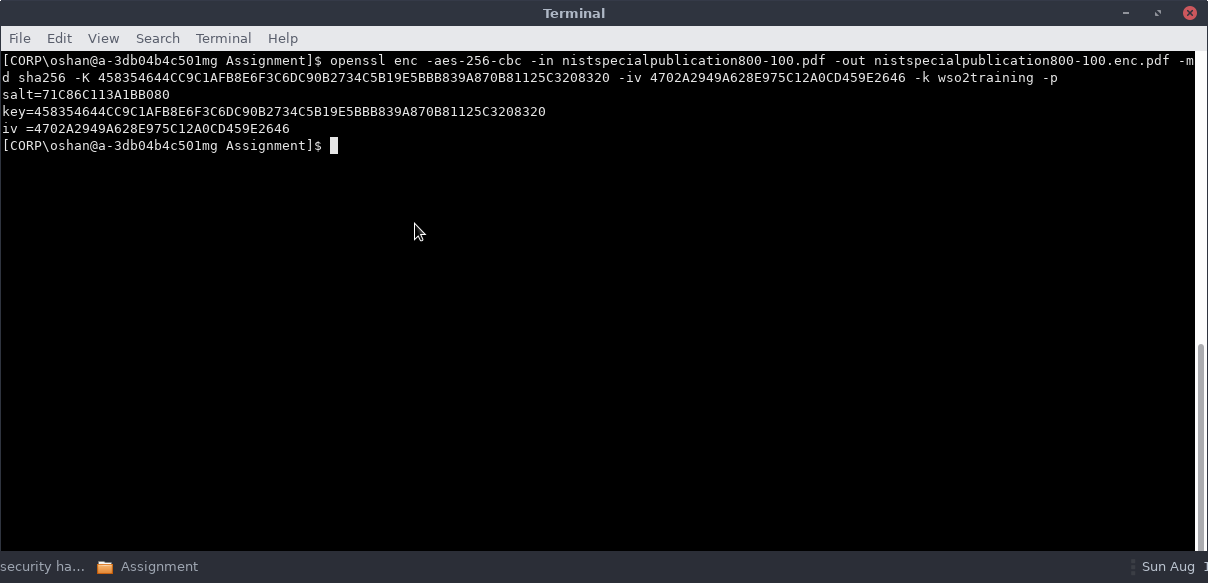 Terminal
File Edit View Search Terminal Help
[CORP\oshan@a-3db04b4c501mg Assignment]$ openssl enc -aes-256-cbc -in nistspecialpublication800-100.pdf -out nistspecialpublication800-100.enc.pdf -m
d sha256 -K 458354644CC9C1AFB8E6F3C6DC90B2734C5B19E5BBB839A870B81125C3208320 -iv 4702A2949A628E975C12A0CD459E2646 -k wso2training -p
salt=71C86C113A1BB080
key=458354644CC9C1AFB8E6F3C6DC90B2734C5B19E5BBB839A870B81125C3208320
iv =4702A2949A628E975C12A0CD459E2646
[CORP\oshan@a-3db04b4c501mg Assignment]$
security ha... Assignment Sun Aug